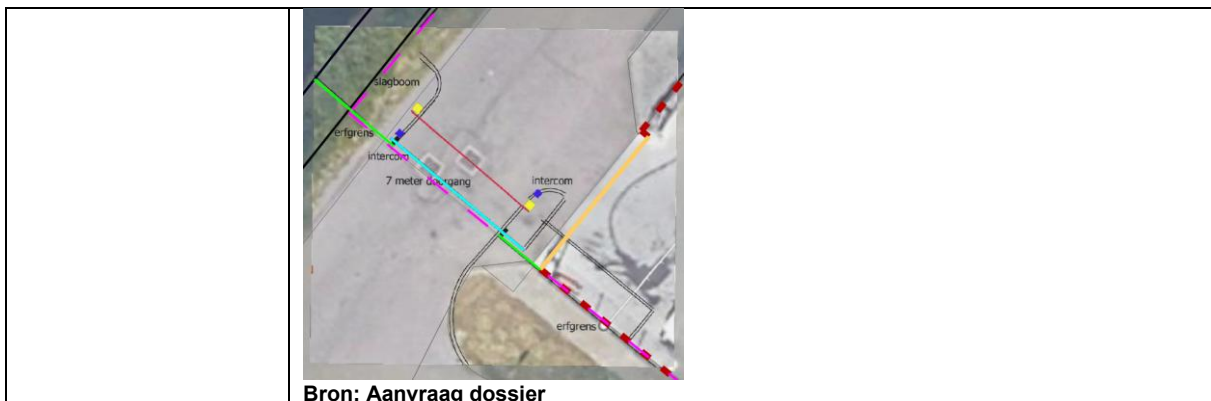 slagboom
erfgrens
intercom
7 meter doorgang
intercom
erfgrens
Bron: Aanvraag dossier